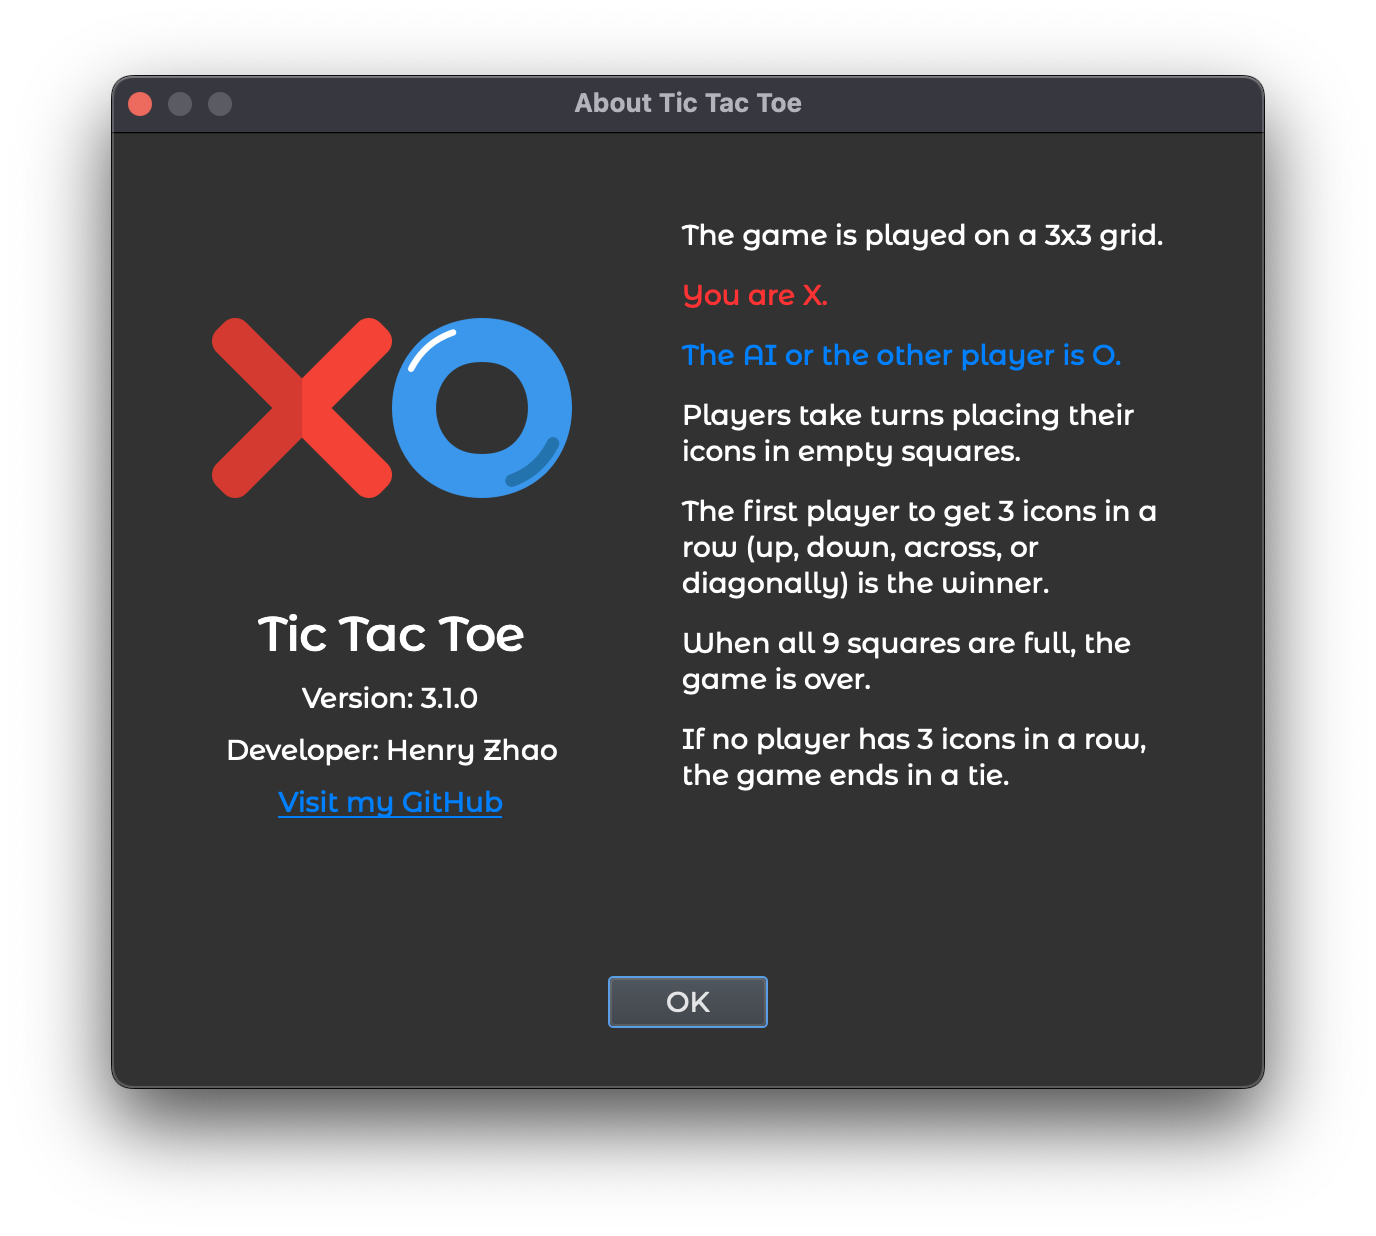 About Tic Tac Toe
XO
Tic Tac Toe
Version: 3.1.0
Developer: Henry Zhao
Visit my GitHub
The game is played on a 3x3 grid.
You are X.
The AI or the other player is O.
Players take turns placing their
icons in empty squares.
The first player to get 3 icons in a
row (up, down, across, or
diagonally) is the winner.
When all 9 squares are full, the
game is over.
If no player has 3 icons in a row,
the game ends in a tie.
OK